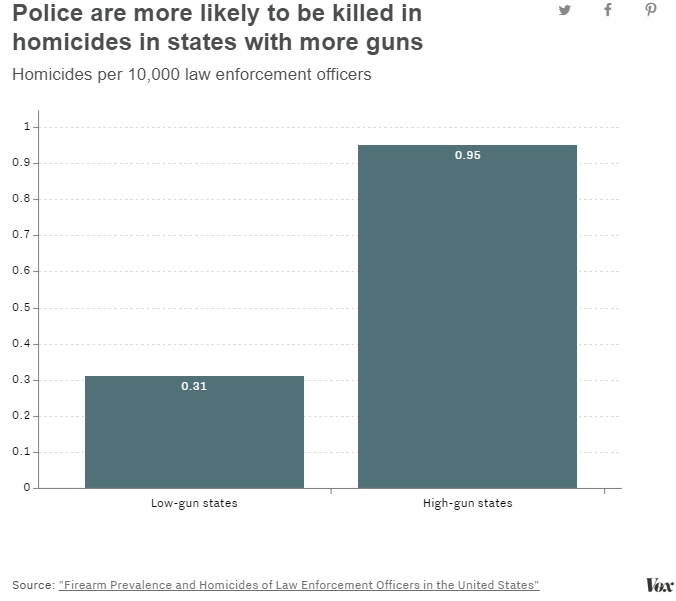 Police are more likely to be killed in
homicides in states with more guns
Homicides per 10,000 law enforcement officers
1
0.9
0.8
0.7
0.6
0.5
0.4
0.3
0.2
0.1
0
0.31
0.95
Low-gun states
High-gun states
Source: "Firearm Prevalence and Homicides of Law Enforcement Officers in the United States"
Vox